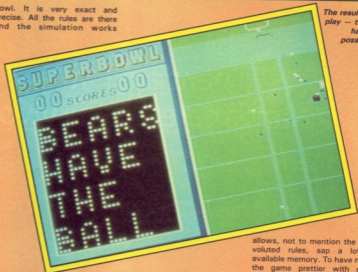 owl. It is very exact and
recise. All the rules are there
nd the simulation works
The resul
play —
ha
poss
SUPERBOWL
00 SCORES 00
BEARS
HAVE
THE
BALL
allows, not to mention the
voluted rules, sap a lo
available memory. To have m
the game prettier with